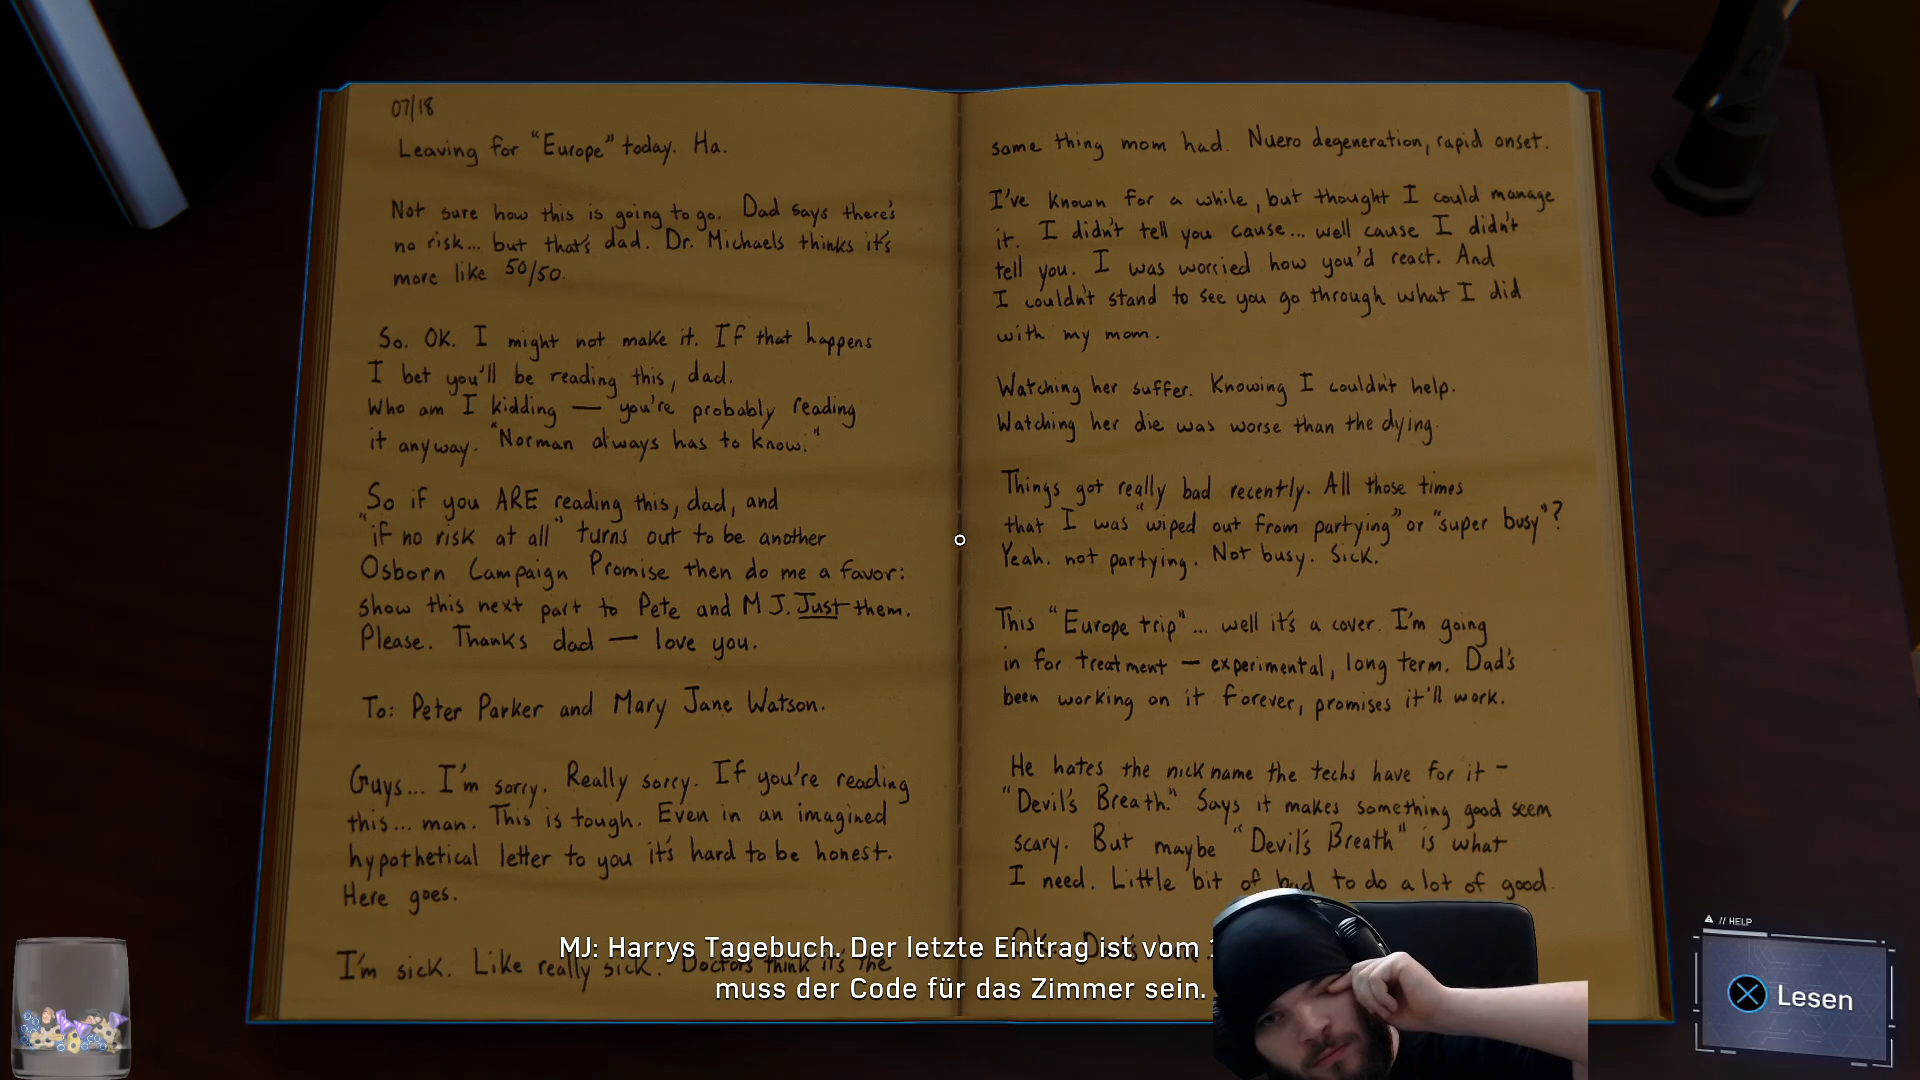 07/18
Leaving for "Europe" today. Ha.
Not sure how this is going to go. Dad says there's
no risk... but that's dad. Dr. Michaels thinks it's
more like 50/50.
So. OK. I might not make it. If that happens
I bet you'll be reading this, dad.
Who am I kidding — you're probably reading
it anyway. "Norman always has to know."
So if you ARE reading this, dad, and
"if no risk at all" turns out to be another
Osborn Campaign Promise then do me a favor:
show this next part to Pete and MJ. Just them.
Please. Thanks dad — love you.
To: Peter Parker and Mary Jane Watson.
Guys... I'm sorry. Really sorry. If you're reading
this... man. This is tough. Even in an imagined
hypothetical letter to you it's hard to be honest.
Here goes.
I'm sick. Like really sick. Doctors think it's the
same thing mom had. Nuero degeneration, rapid onset.
I've known for a while, but thought I could manage
it. I didn't tell you cause... well cause I didn't
tell you. I was worried how you'd react. And
I couldn't stand to see you go through what I did
with my mom.
Watching her suffer. Knowing I couldn't help.
Watching her die was worse than the dying.
Things got really bad recently. All those times
that I was "wiped out from partying" or "super busy"?
Yeah. not partying. Not busy. Sick.
This "Europe trip"... well it's a cover. I'm going
in for treatment — experimental, long term. Dad's
been working on it forever, promises it'll work.
He hates the nickname the techs have for it -
"Devil's Breath." Says it makes something good seem
scary. But maybe "Devil's Breath" is what
I need. Little bit of bad to do a lot of good.
MJ: Harrys Tagebuch. Der letzte Eintrag ist vom
muss der Code für das Zimmer sein.
// HELP
Lesen